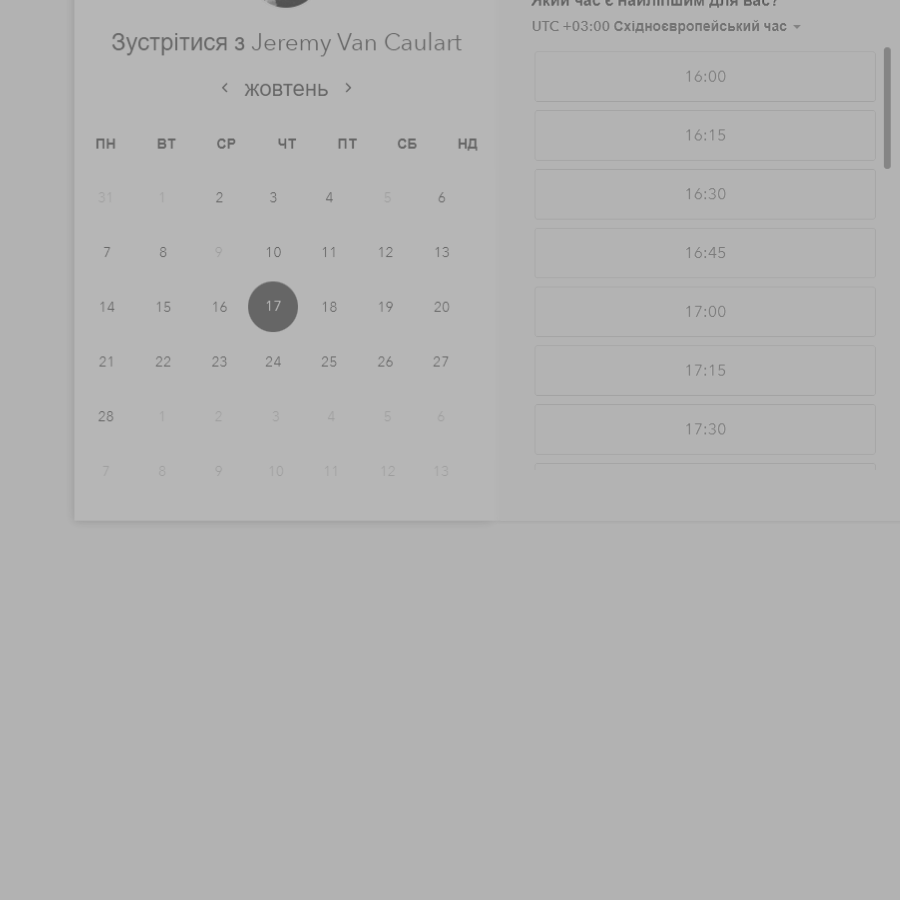 Зустрітися з Jeremy Van Caulart
жовтень
ПН ВТ СР ЧТ ПТ СБ НД
31 1 2 3 4 5 6
7 8 9 10 11 12 13
14 15 16 17 18 19 20
21 22 23 24 25 26 27
28 1 2 3 4 5 6
7 8 9 10 11 12 13
Який час є найліпшим для вас?
UTC +03:00 Східноєвропейський час
16:00
16:15
16:30
16:45
17:00
17:15
17:30